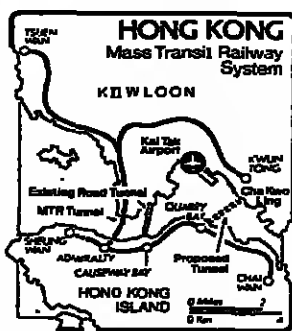 HONG KONG
Mass Transit Railway
System
TSUEN
WAN
KOWLOON
Kai Tak
Airport
KWUN
TONG
Cha Kwo
Ling
Existing Road Tunnel
MTR Tunnel
QUARRY
BAY
SHEUNG
WAN
ADMIRALTY
CAUSEWAY BAY
Proposed
Tunnel
CHAI
WAN
HONG KONG
ISLAND
0 Miles 2
0 Km